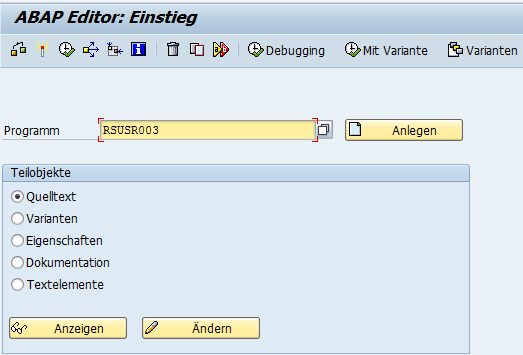 ABAP Editor: Einstieg
Debugging Mit Variante Varianten
Programm RSUSR003 Anlegen
Teilobjekte
Quelltext
Varianten
Eigenschaften
Dokumentation
Textelemente
Anzeigen Ändern